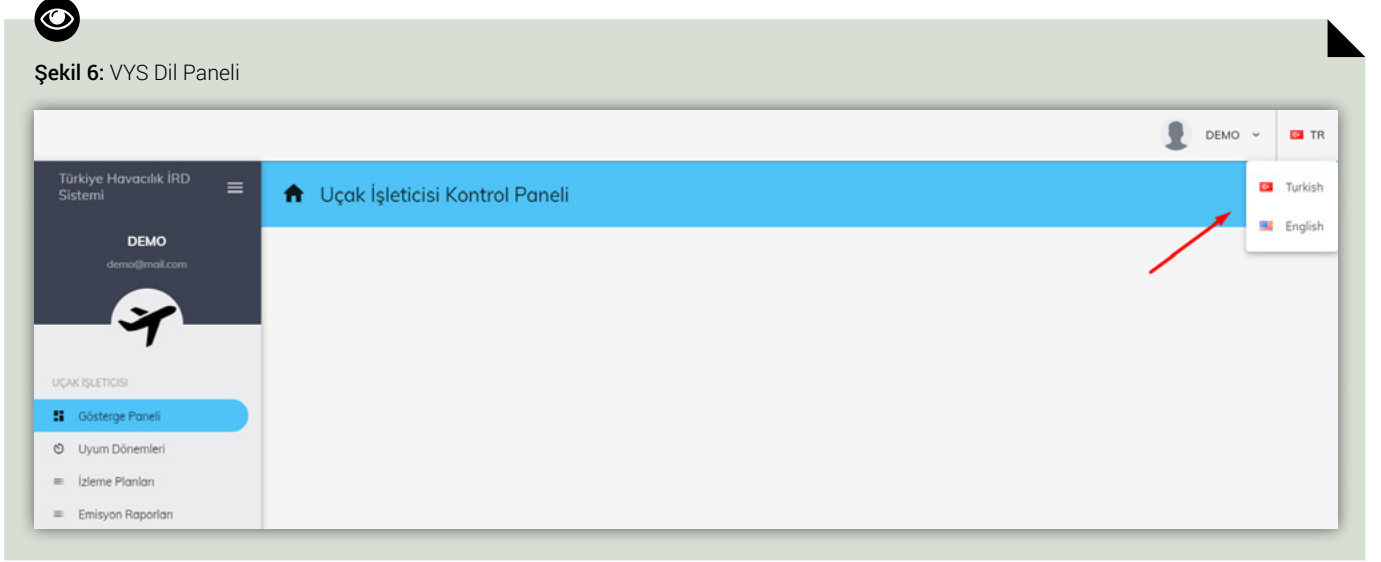 Şekil 6: VYS Dil Paneli
DEMO
TR
Türkiye Havacılık İRD
Sistemi
Uçak İşleticisi Kontrol Paneli
Turkish
English
DEMO
demo@mail.com
UÇAK İŞLETICISI
Gösterge Paneli
Uyum Dönemleri
İzleme Planları
Emisyon Raporları